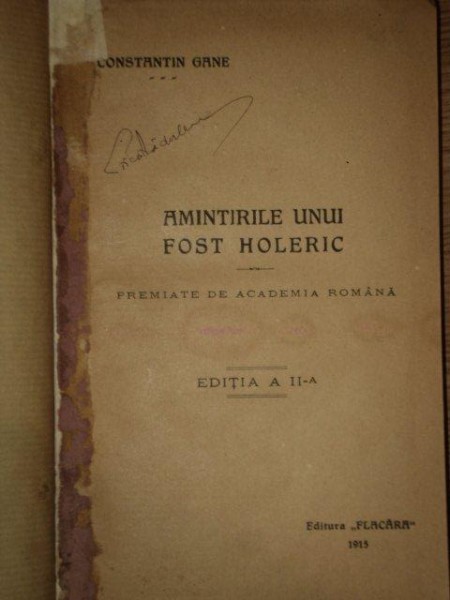 CONSTANTIN GANE
AMINTIRILE UNUI
FOST HOLERIC
PREMIATE DE ACADEMIA ROMÂNĂ
EDIȚIA A II-A
Editura „FLACĂRA"
1915